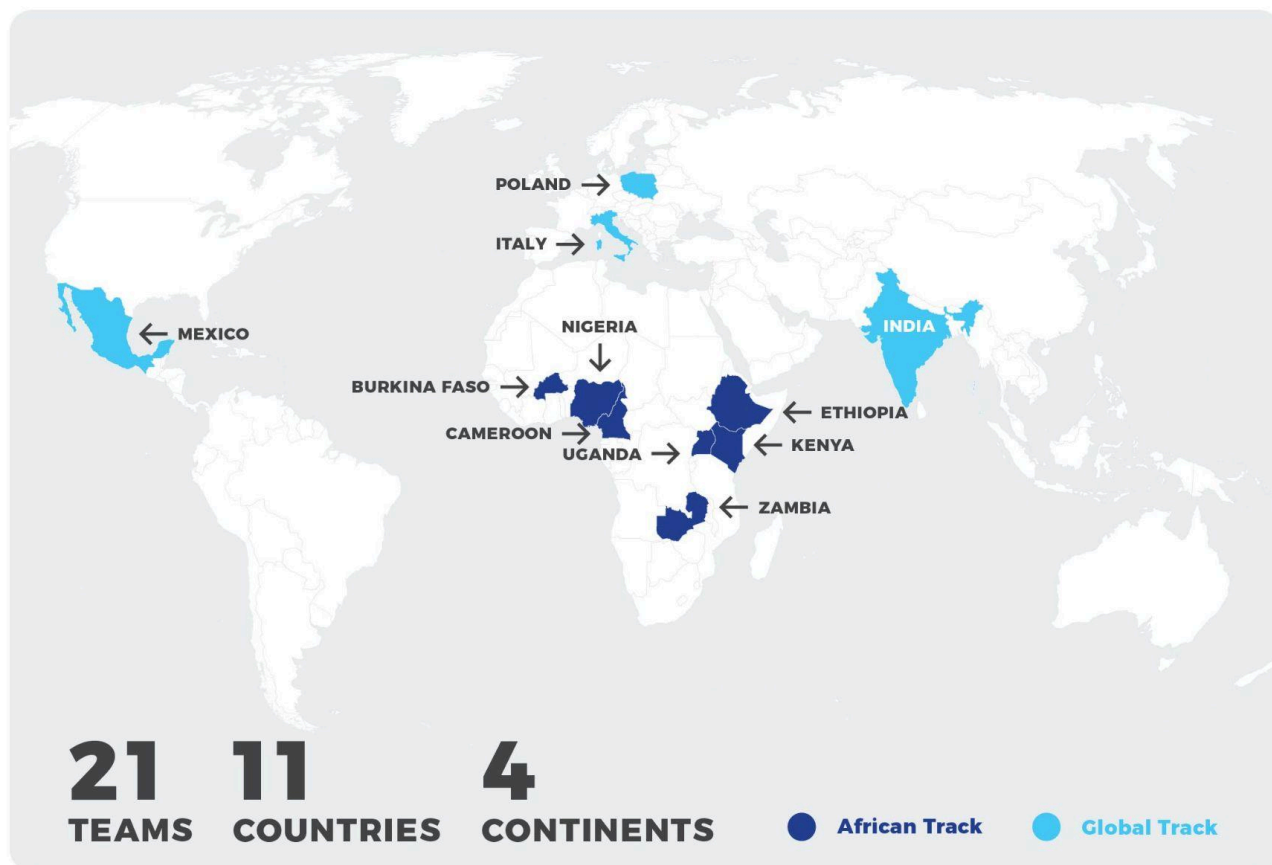 POLAND
ITALY
MEXICO
NIGERIA
INDIA
BURKINA FASO
ETHIOPIA
CAMEROON
KENYA
UGANDA
ZAMBIA
21
TEAMS
11
COUNTRIES
4
CONTINENTS
African Track
Global Track